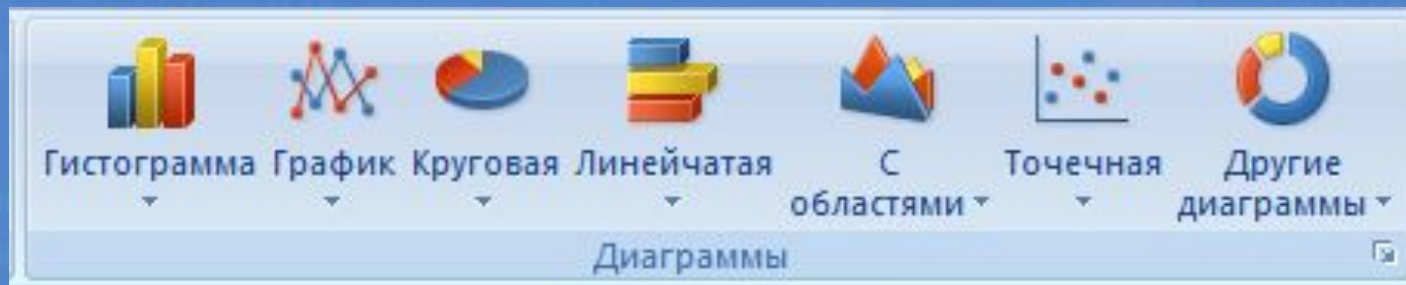 Гистограмма График Круговая Линейчатая С Точечная Другие
областями диаграммы
Диаграммы